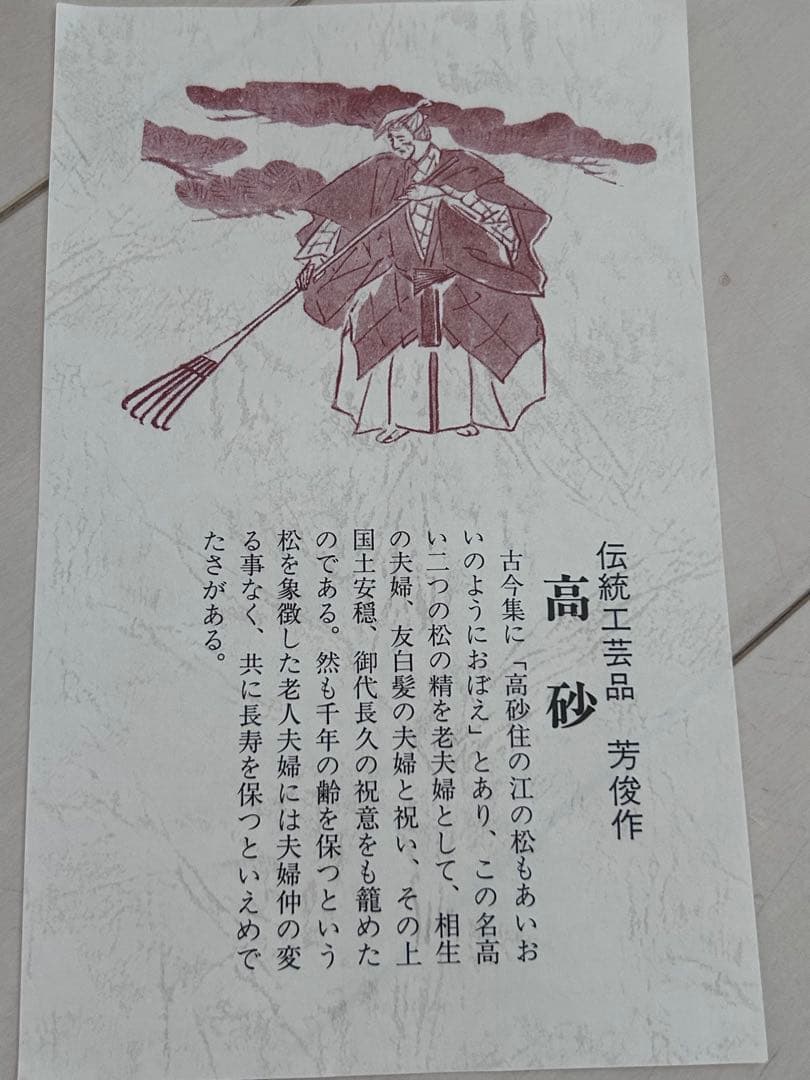 伝統工芸品　芳俊作
高砂
古今集に「高砂住の江の松もあいお
いのようにおぼえ」とあり、この名高
い二つの松の精を老夫婦として、相生
の夫婦、友白髪の夫婦と祝い、その上
国土安穏、御代長久の祝意をも籠めた
のである。然も千年の齢を保つという
松を象徴した老人夫婦には夫婦仲の変
る事なく、共に長寿を保つといえめで
たさがある。